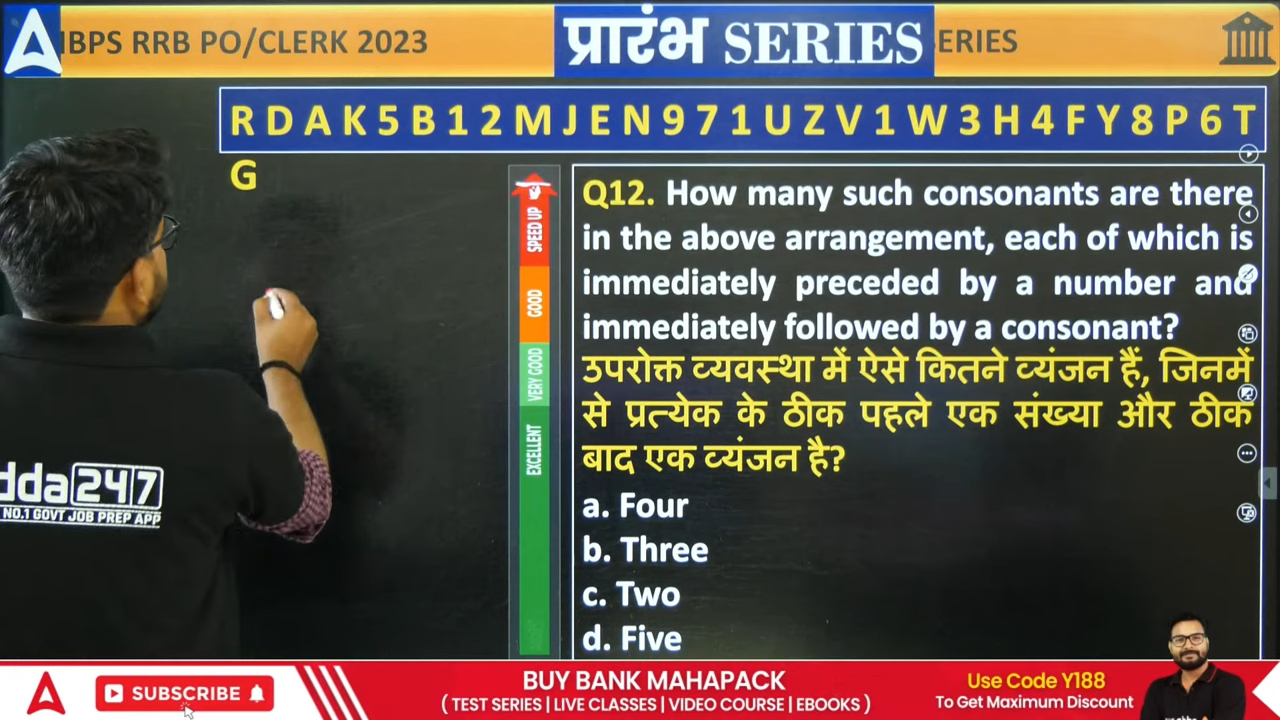 IBPS RRB PO/CLERK 2023
प्रारंभ SERIES
ERIES
R D A K 5 B 1 2 M J E N 9 7 1 U Z V 1 W 3 H 4 F Y 8 P 6 T
G
SPEED UP
GOOD
VERY GOOD
EXCELLENT
Q12. How many such consonants are there
in the above arrangement, each of which is
immediately preceded by a number and
immediately followed by a consonant?
उपरोक्त व्यवस्था में ऐसे कितने व्यंजन हैं, जिनमें
से प्रत्येक के ठीक पहले एक संख्या और ठीक
बाद एक व्यंजन है?
a. Four
b. Three
c. Two
d. Five
dda247
NO.1 GOVT JOB PREP APP
SUBSCRIBE
BUY BANK MAHAPACK
( TEST SERIES | LIVE CLASSES | VIDEO COURSE | EBOOKS )
Use Code Y188
To Get Maximum Discount